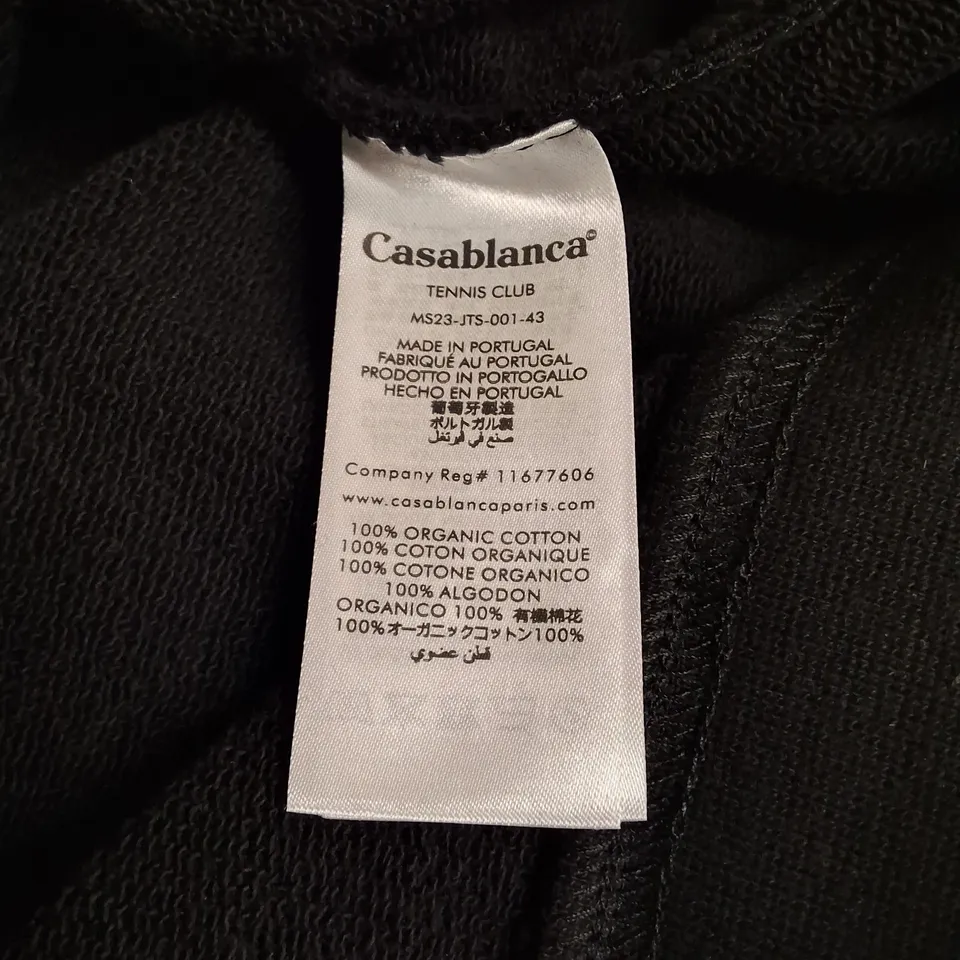 Casablanca©
TENNIS CLUB
MS23-JTS-001-43
MADE IN PORTUGAL
FABRIQUÉ AU PORTUGAL
PRODOTTO IN PORTOGALLO
HECHO EN PORTUGAL
葡萄牙製造
ポルトガル製
صنع في فيرتغل
Company Reg# 11677606
www.casablancaparis.com
100% ORGANIC COTTON
100% COTON ORGANIQUE
100% COTONE ORGANICO
100% ALGODON
ORGANICO 100% 有機棉花
100%オーガニックコットン100%
قطن عضوي